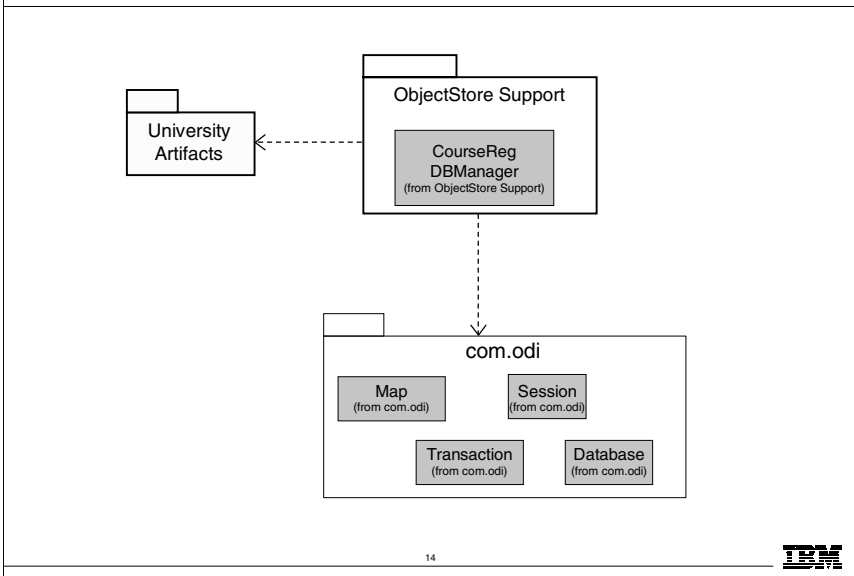 ObjectStore Support
University
Artifacts
CourseReg
DBManager
(from ObjectStore Support)
com.odi
Map
(from com.odi)
Session
(from com.odi)
Transaction
(from com.odi)
Database
(from com.odi)
14
IBM